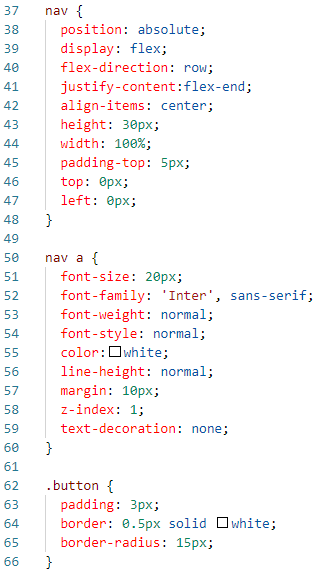 37 nav {
38 position: absolute;
39 display: flex;
40 flex-direction: row;
41 justify-content:flex-end;
42 align-items: center;
43 height: 30px;
44 width: 100%;
45 padding-top: 5px;
46 top: 0px;
47 left: 0px;
48 }
49
50 nav a {
51 font-size: 20px;
52 font-family: 'Inter', sans-serif;
53 font-weight: normal;
54 font-style: normal;
55 color:white;
56 line-height: normal;
57 margin: 10px;
58 z-index: 1;
59 text-decoration: none;
60 }
61
62 .button {
63 padding: 3px;
64 border: 0.5px solid white;
65 border-radius: 15px;
66 }